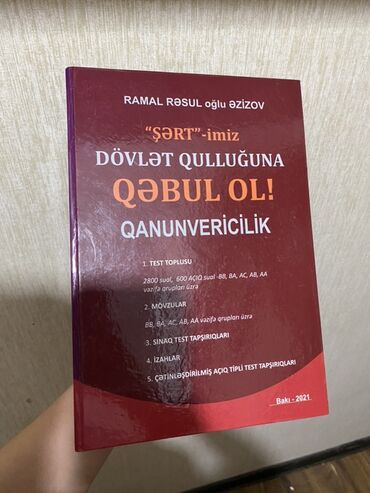 RAMAL RƏSUL oğlu ƏZİZOV
“ŞƏRT”-imiz
DÖVLƏT QULLUĞUNA
QƏBUL OL!
QANUNVERİCİLİK
1. TEST TOPLUSU
2800 sual, 600 AÇIQ sual -BB, BA, AC, AB, AA
vəzifə qrupları üzrə
2. MÖVZULAR
BB, BA, AC, AB, AA vəzifə qrupları üzrə
3. SINAQ TEST TAPŞIRIQLARI
4. İZAHLAR
5. ÇƏTİNLƏŞDİRİLMİŞ AÇIQ TİPLİ TEST TAPŞIRIQLARI
Bakı - 2021